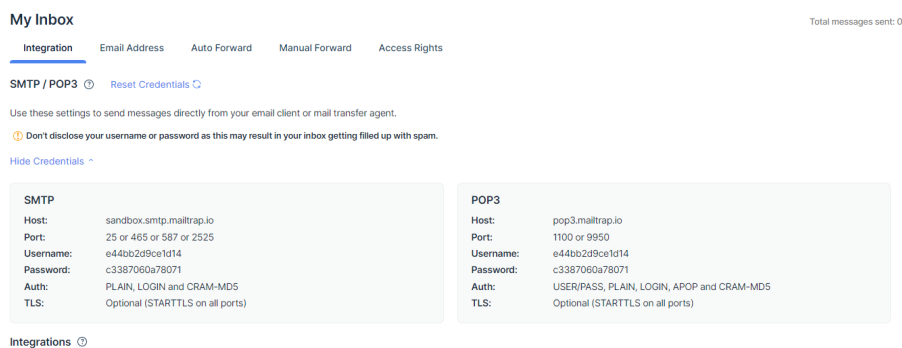 My Inbox
Total messages sent: 0
Integration Email Address Auto Forward Manual Forward Access Rights
SMTP / POP3 Reset Credentials
Use these settings to send messages directly from your email client or mail transfer agent.
Don't disclose your username or password as this may result in your inbox getting filled up with spam.
Hide Credentials
SMTP
Host: sandbox.smtp.mailtrap.io
Port: 25 or 465 or 587 or 2525
Username: e44bb2d9ce1d14
Password: c3387060a78071
Auth: PLAIN, LOGIN and CRAM-MD5
TLS: Optional (STARTTLS on all ports)
POP3
Host: pop3.mailtrap.io
Port: 1100 or 9950
Username: e44bb2d9ce1d14
Password: c3387060a78071
Auth: USER/PASS, PLAIN, LOGIN, APOP and CRAM-MD5
TLS: Optional (STARTTLS on all ports)
Integrations